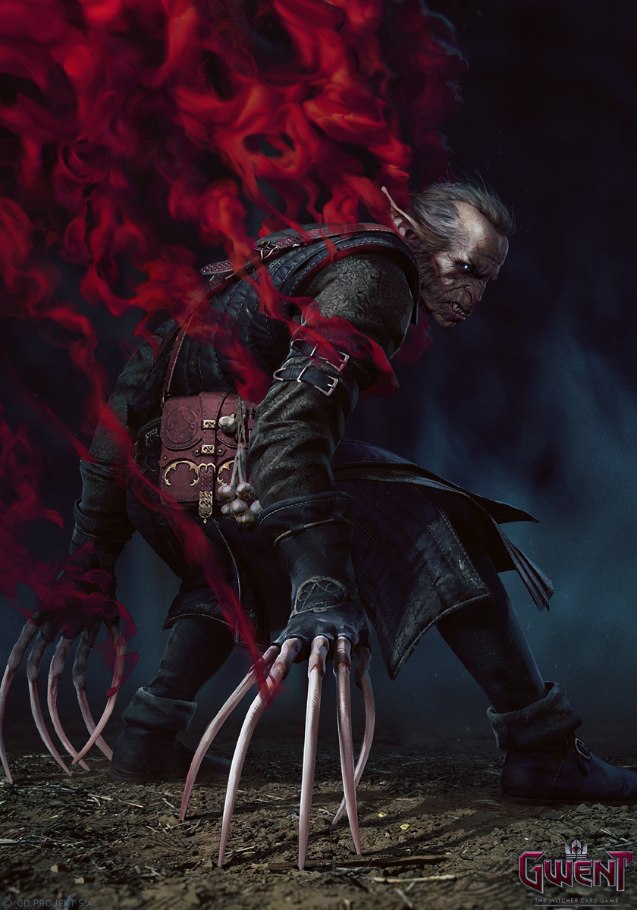 GWENT
THE WITCHER CARD GAME
© CD PROJEKT S.A.